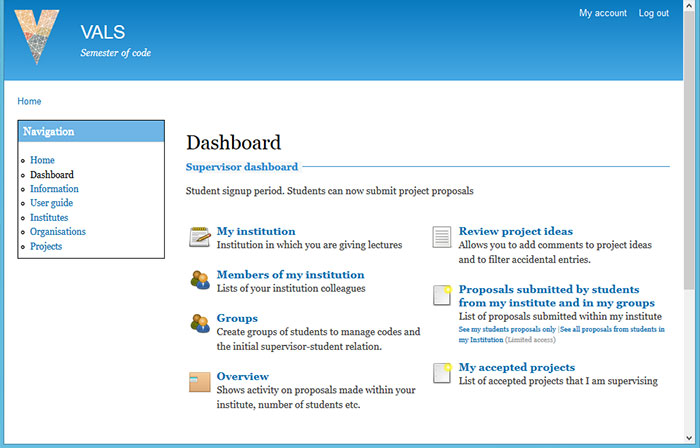 My account Log out
VALS
Semester of code
Home
Navigation
Home
Dashboard
Information
User guide
Institutes
Organisations
Projects
Dashboard
Supervisor dashboard
Student signup period. Students can now submit project proposals
My institution
Institution in which you are giving lectures
Members of my institution
Lists of your institution colleagues
Groups
Create groups of students to manage codes and
the initial supervisor-student relation.
Overview
Shows activity on proposals made within your
institute, number of students etc.
Review project ideas
Allows you to add comments to project ideas
and to filter accidental entries.
Proposals submitted by students
from my institute and in my groups
List of proposals submitted within my institute
See my students proposals only | See all proposals from students in
my Institution (Limited access)
My accepted projects
List of accepted projects that I am supervising